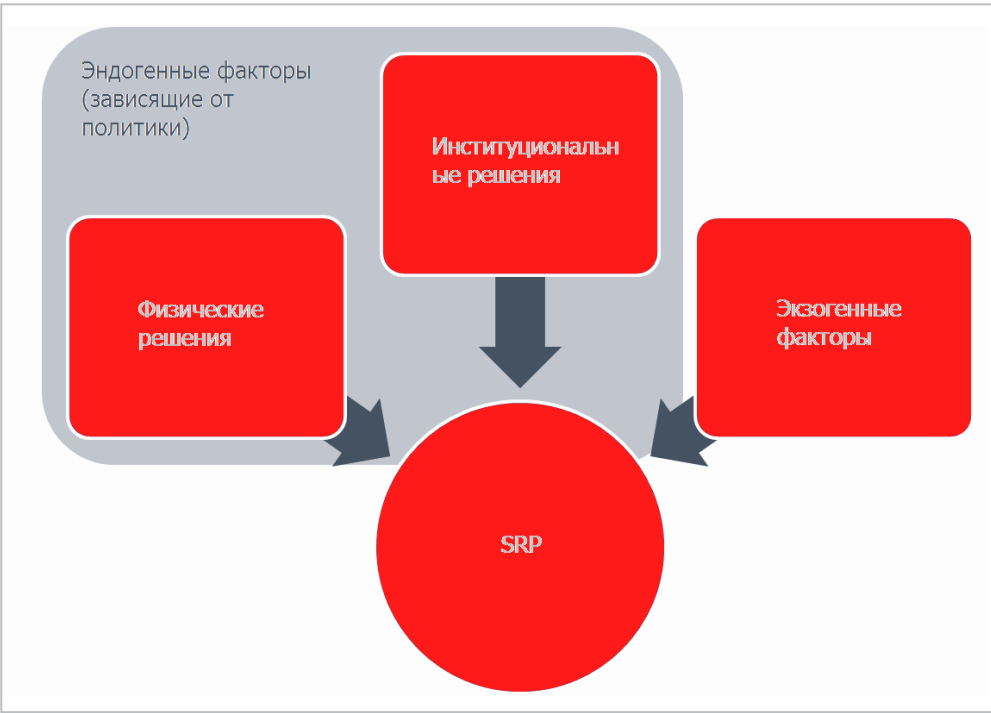 Эндогенные факторы
(зависящие от
политики)
Институциональн
ые решения
Физические
решения
Экзогенные
факторы
SRP